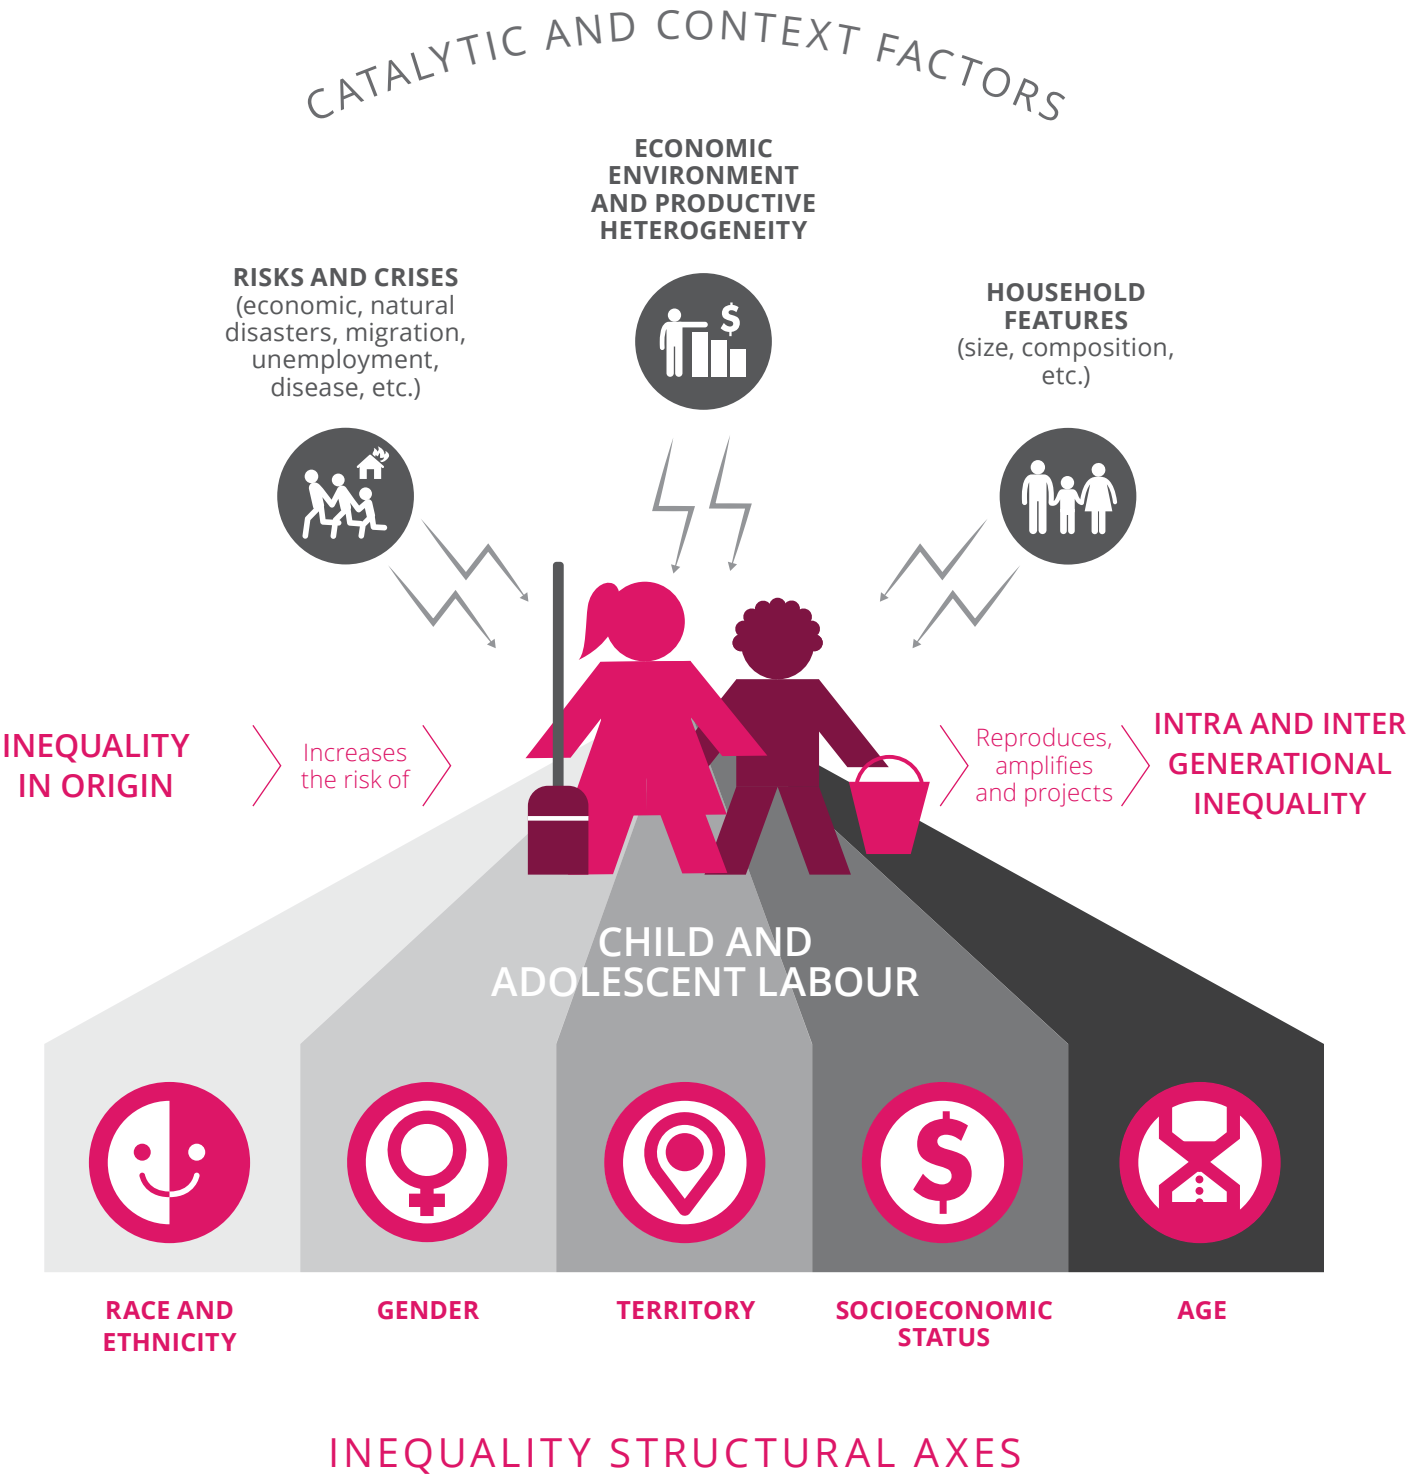 CATALYTIC AND CONTEXT FACTORS
ECONOMIC
ENVIRONMENT
AND PRODUCTIVE
HETEROGENEITY
RISKS AND CRISES
(economic, natural
disasters, migration,
unemployment,
disease, etc.)
HOUSEHOLD
FEATURES
(size, composition,
etc.)
$
INEQUALITY
IN ORIGIN
Increases
the risk of
Reproduces,
amplifies
and projects
INTRA AND INTER
GENERATIONAL
INEQUALITY
CHILD AND
ADOLESCENT LABOUR
$
RACE AND
ETHNICITY
GENDER
TERRITORY
SOCIOECONOMIC
STATUS
AGE
INEQUALITY STRUCTURAL AXES